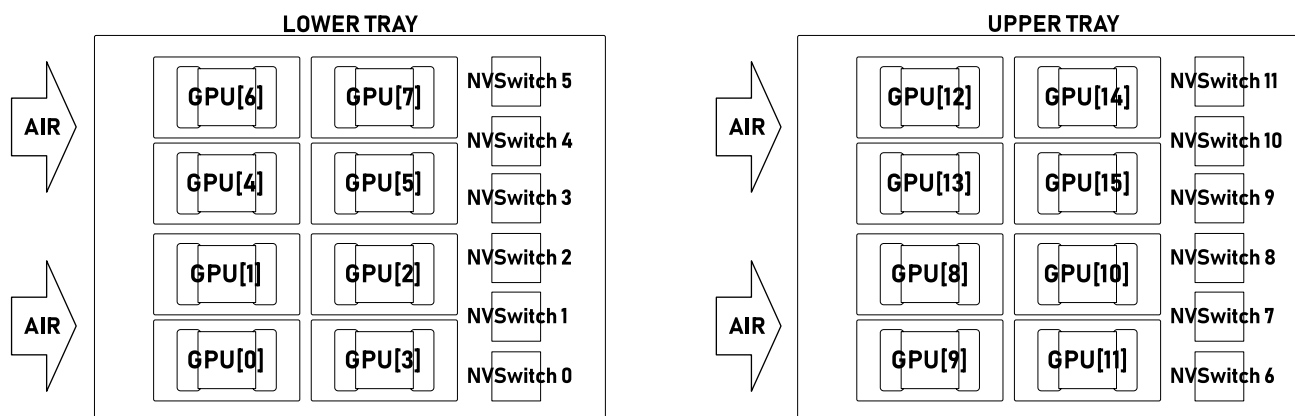 LOWER TRAY
UPPER TRAY
AIR
GPU[6]
GPU[7]
NVSwitch 5
NVSwitch 4
GPU[4]
GPU[5]
NVSwitch 3
AIR
GPU[1]
GPU[2]
NVSwitch 2
NVSwitch 1
GPU[0]
GPU[3]
NVSwitch 0
AIR
GPU[12]
GPU[14]
NVSwitch 11
NVSwitch 10
GPU[13]
GPU[15]
NVSwitch 9
AIR
GPU[8]
GPU[10]
NVSwitch 8
NVSwitch 7
GPU[9]
GPU[11]
NVSwitch 6